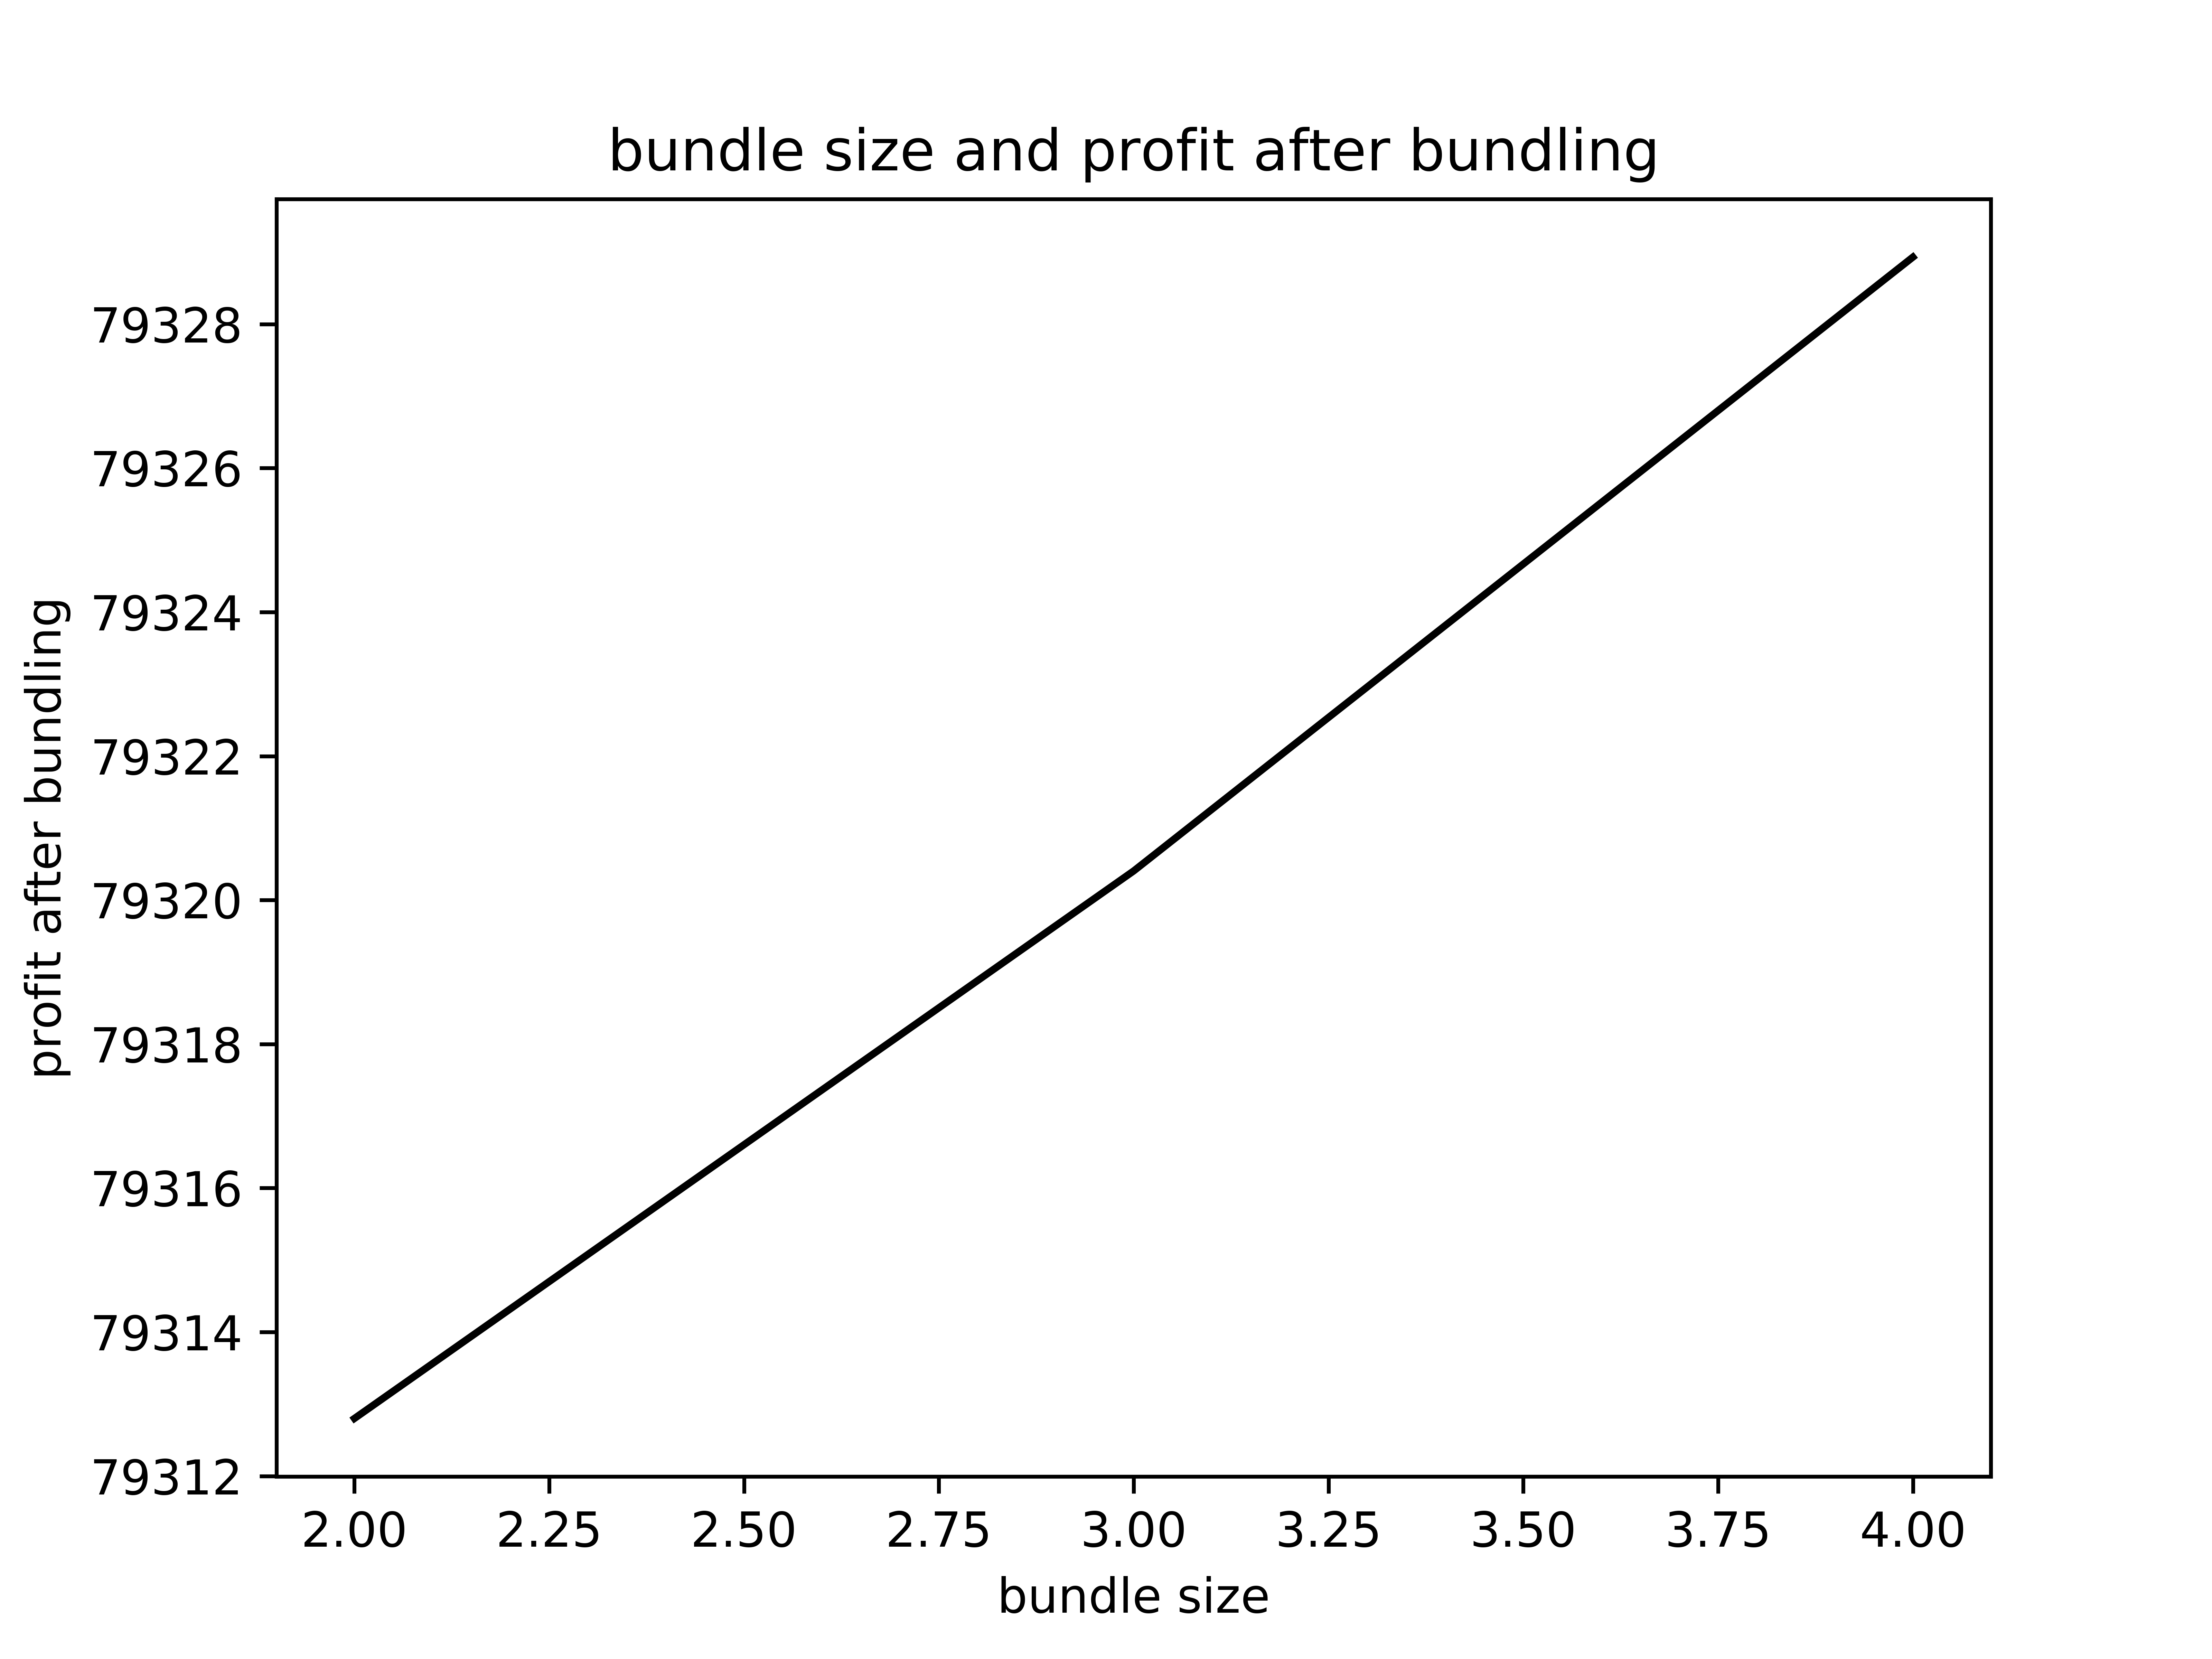 bundle size and profit after bundling
profit after bundling
79328
79326
79324
79322
79320
79318
79316
79314
79312
2.00 2.25 2.50 2.75 3.00 3.25 3.50 3.75 4.00
bundle size